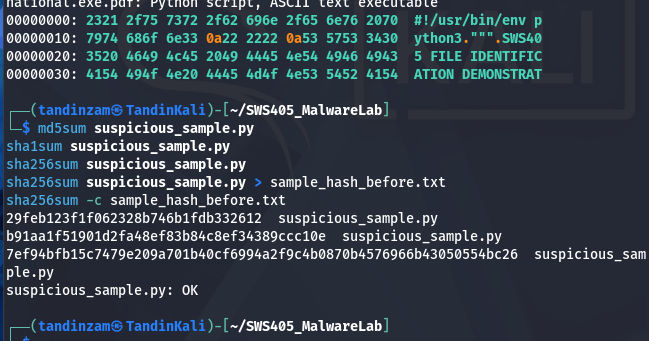 national.exe.pdf: Python script, ASCII text executable
00000000: 2321 2f75 7372 2f62 696e 2f65 6e76 2070  #!/usr/bin/env p
00000010: 7974 686f 6e33 0a22 2222 0a53 5753 3430  ython3.""".SWS40
00000020: 3520 4649 4c45 2049 4445 4e54 4946 4943  5 FILE IDENTIFIC
00000030: 4154 494f 4e20 4445 4d4f 4e53 5452 4154  ATION DEMONSTRAT
┌──(tandinzam㉿TandinKali)-[~/SWS405_MalwareLab]
└─$ md5sum suspicious_sample.py
sha1sum suspicious_sample.py
sha256sum suspicious_sample.py
sha256sum suspicious_sample.py > sample_hash_before.txt
sha256sum -c sample_hash_before.txt
29feb123f1f062328b746b1fdb332612  suspicious_sample.py
b91aa1f51901d2fa48ef83b84c8ef34389ccc10e  suspicious_sample.py
7ef94bfb15c7479e209a701b40cf6994a2f9c4b0870b4576966b43050554bc26  suspicious_sam
ple.py
suspicious_sample.py: OK
┌──(tandinzam㉿TandinKali)-[~/SWS405_MalwareLab]